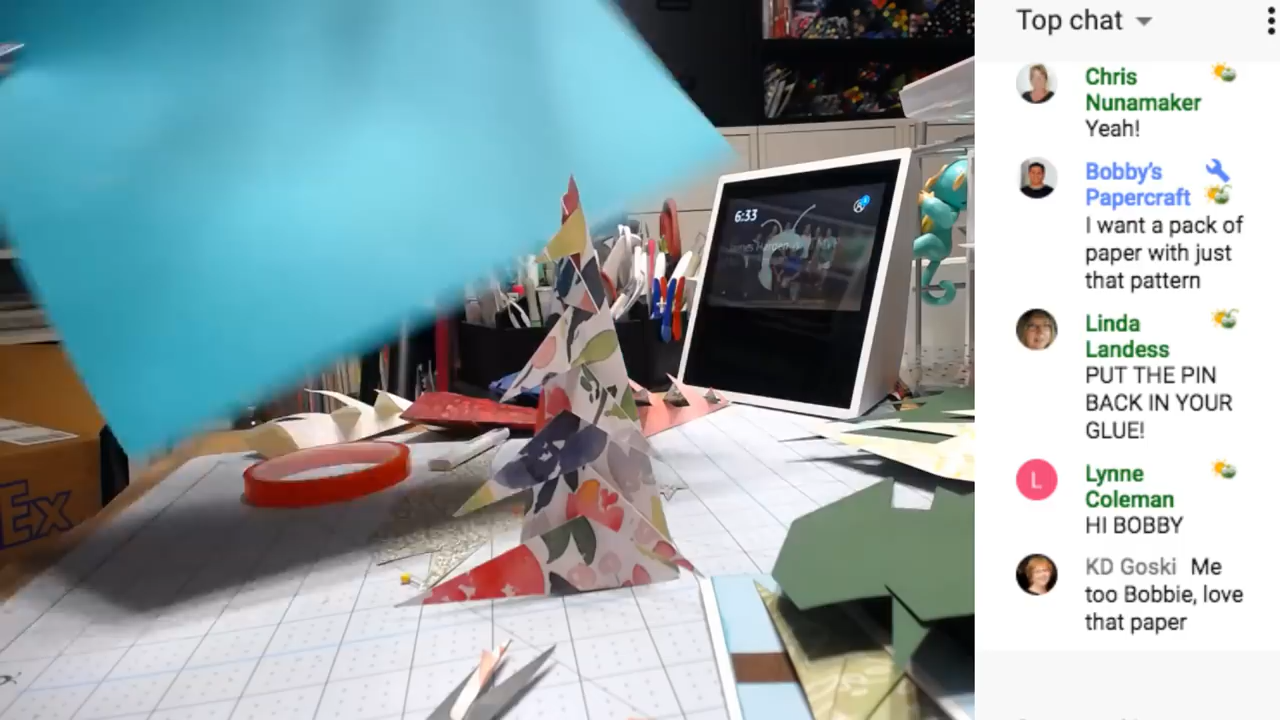 Top chat
Chris
Nunamaker
Yeah!
Bobby's
Papercraft
I want a pack of
paper with just
that pattern
Linda
Landess
PUT THE PIN
BACK IN YOUR
GLUE!
L
Lynne
Coleman
HI BOBBY
KD Goski Me
too Bobbie, love
that paper
6:33
Ex